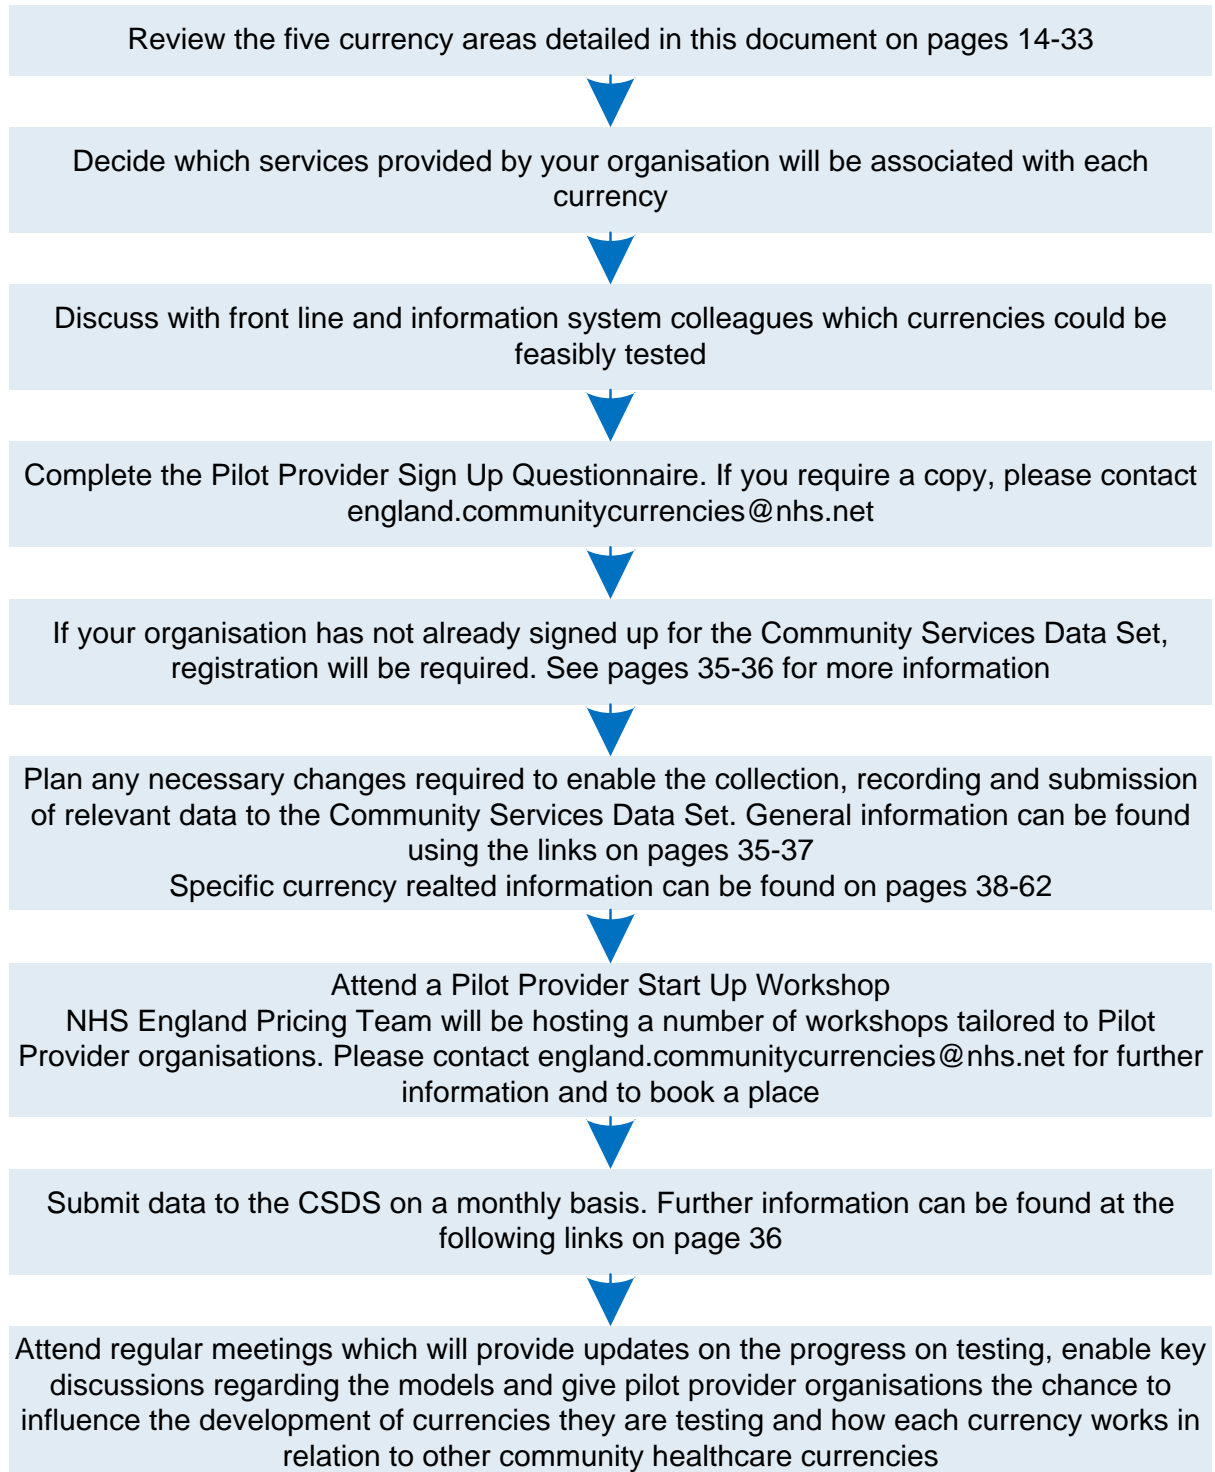 Review the five currency areas detailed in this document on pages 14-33
Decide which services provided by your organisation will be associated with each
currency
Discuss with front line and information system colleagues which currencies could be
feasibly tested
Complete the Pilot Provider Sign Up Questionnaire. If you require a copy, please contact
england.communitycurrencies@nhs.net
If your organisation has not already signed up for the Community Services Data Set,
registration will be required. See pages 35-36 for more information
Plan any necessary changes required to enable the collection, recording and submission
of relevant data to the Community Services Data Set. General information can be found
using the links on pages 35-37
Specific currency realted information can be found on pages 38-62
Attend a Pilot Provider Start Up Workshop
NHS England Pricing Team will be hosting a number of workshops tailored to Pilot
Provider organisations. Please contact england.communitycurrencies@nhs.net for further
information and to book a place
Submit data to the CSDS on a monthly basis. Further information can be found at the
following links on page 36
Attend regular meetings which will provide updates on the progress on testing, enable key
discussions regarding the models and give pilot provider organisations the chance to
influence the development of currencies they are testing and how each currency works in
relation to other community healthcare currencies